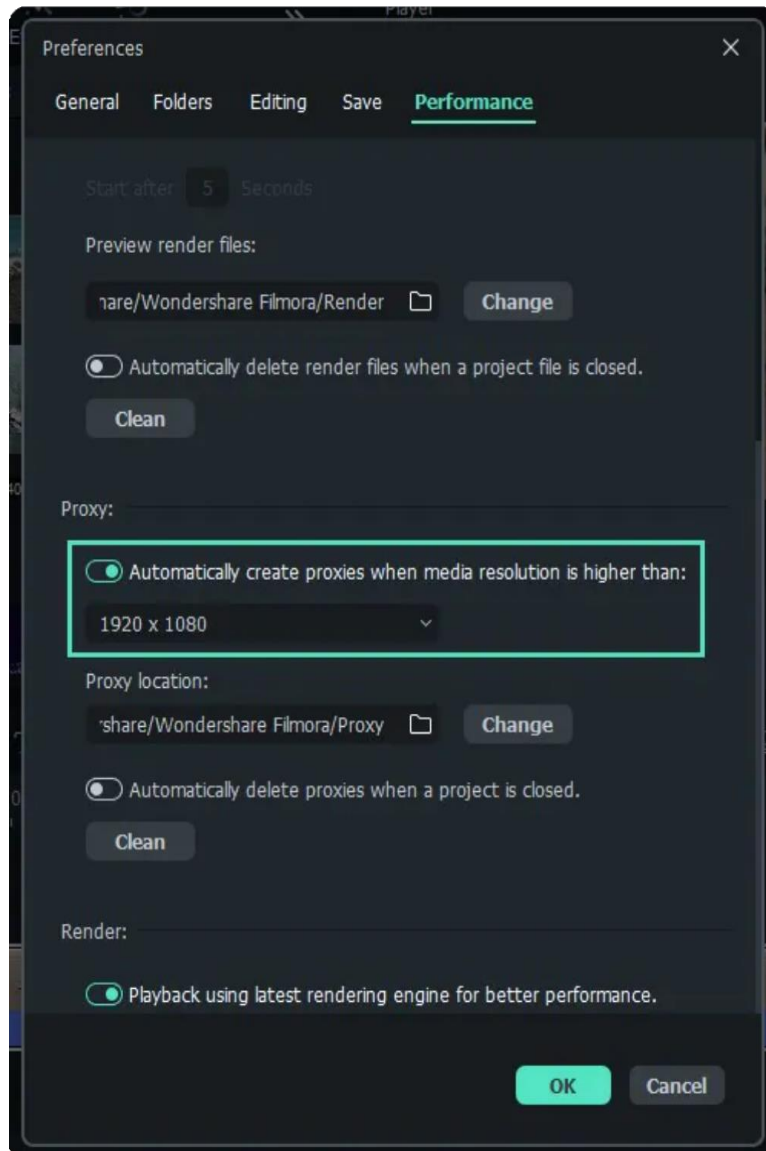 Player
Preferences
General Folders Editing Save Performance
Start after 5 Seconds
Preview render files:
hare/Wondershare Filmora/Render Change
Automatically delete render files when a project file is closed.
Clean
Proxy:
Automatically create proxies when media resolution is higher than:
1920 x 1080
Proxy location:
rshare/Wondershare Filmora/Proxy Change
Automatically delete proxies when a project is closed.
Clean
Render:
Playback using latest rendering engine for better performance.
OK Cancel